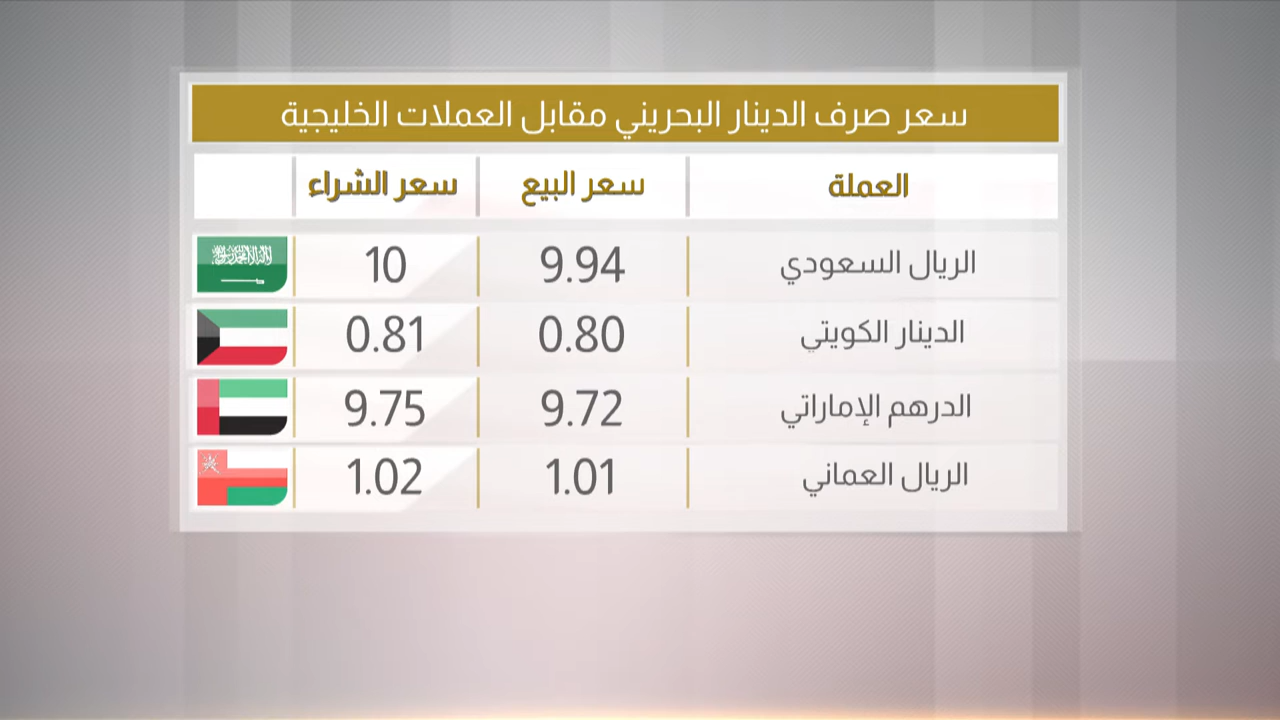 سعر صرف الدينار البحريني مقابل العملات الخليجية
العملة سعر البيع سعر الشراء
الريال السعودي 9.94 10
الدينار الكويتي 0.80 0.81
الدرهم الإماراتي 9.72 9.75
الريال العماني 1.01 1.02